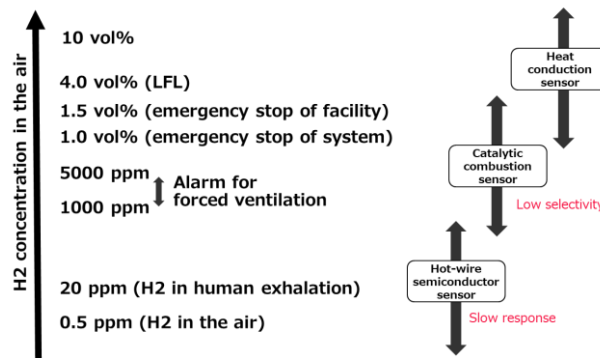 H2 concentration in the air
10 vol%
4.0 vol% (LFL)
1.5 vol% (emergency stop of facility)
1.0 vol% (emergency stop of system)
5000 ppm
1000 ppm
Alarm for
forced ventilation
20 ppm (H2 in human exhalation)
0.5 ppm (H2 in the air)
Heat
conduction
sensor
Catalytic
combustion
sensor
Low selectivity
Hot-wire
semiconductor
sensor
Slow response